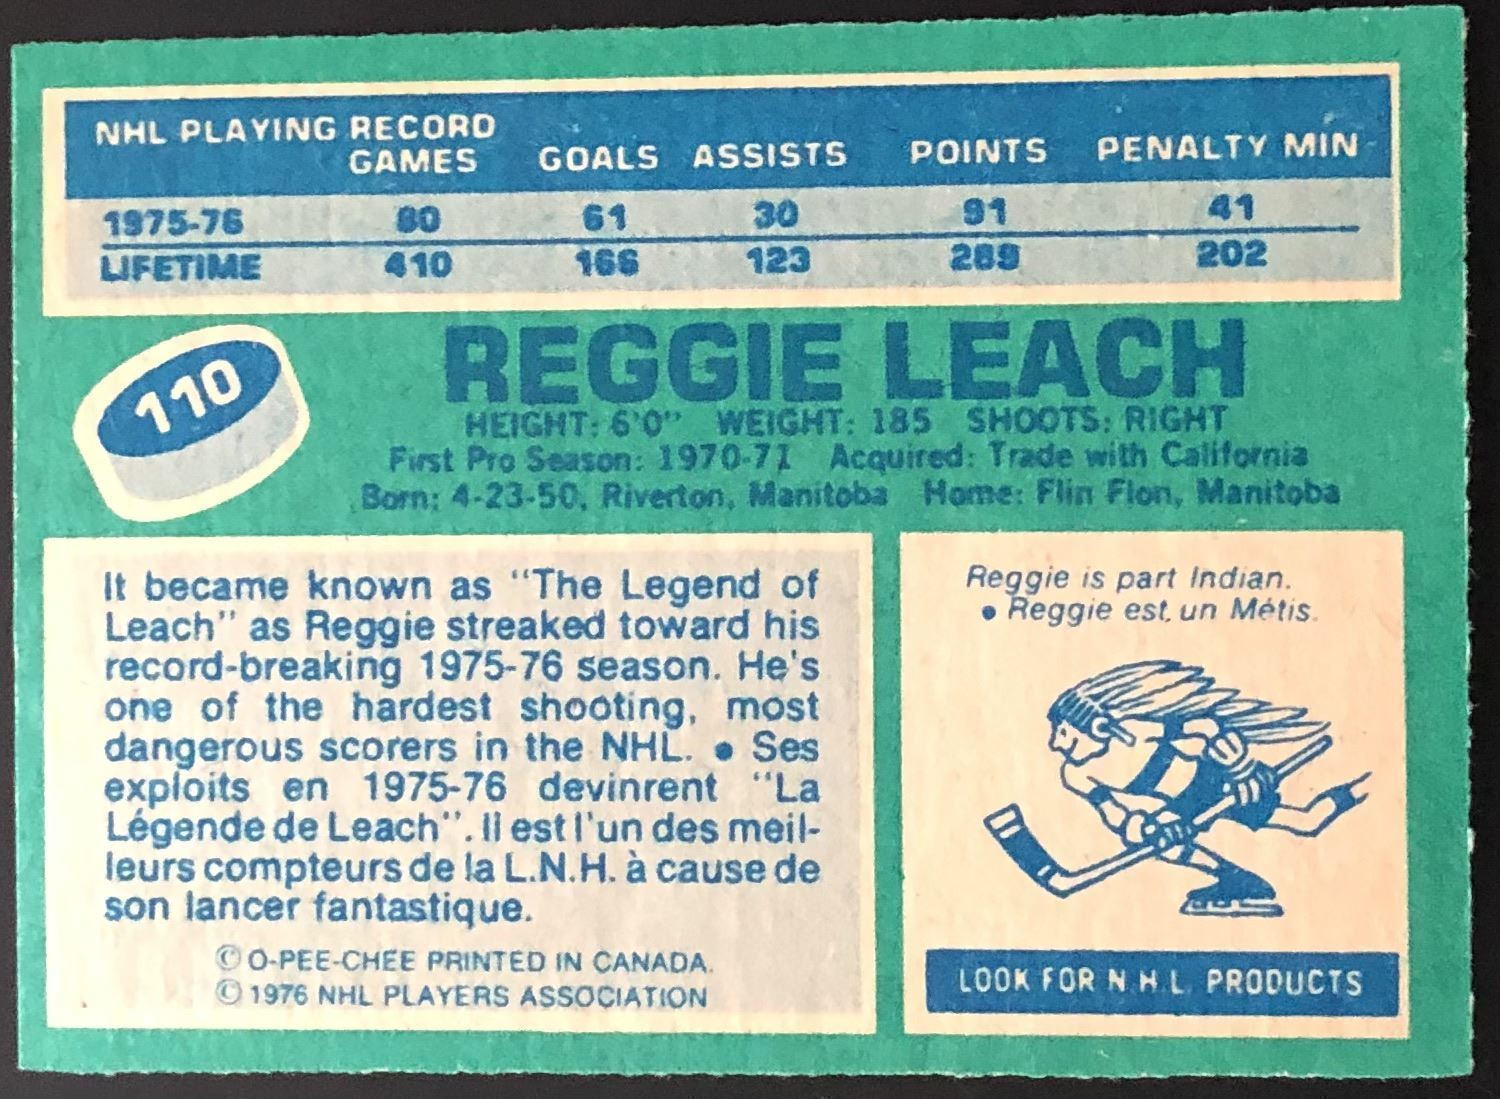 NHL PLAYING RECORD
GAMES GOALS ASSISTS POINTS PENALTY MIN
1975-76 80 61 30 91 41
LIFETIME 410 166 123 289 202
110
REGGIE LEACH
HEIGHT: 6'0" WEIGHT: 185 SHOOTS: RIGHT
First Pro Season: 1970-71 Acquired: Trade with California
Born: 4-23-50, Riverton, Manitoba Home: Flin Flon, Manitoba
It became known as "The Legend of
Leach" as Reggie streaked toward his
record-breaking 1975-76 season. He's
one of the hardest shooting, most
dangerous scorers in the NHL. • Ses
exploits en 1975-76 devinrent "La
Légende de Leach". Il est l'un des meil-
leurs compteurs de la L.N.H. à cause de
son lancer fantastique.
© O-PEE-CHEE PRINTED IN CANADA.
© 1976 NHL PLAYERS ASSOCIATION
Reggie is part Indian.
• Reggie est un Métis.
LOOK FOR N.H.L. PRODUCTS